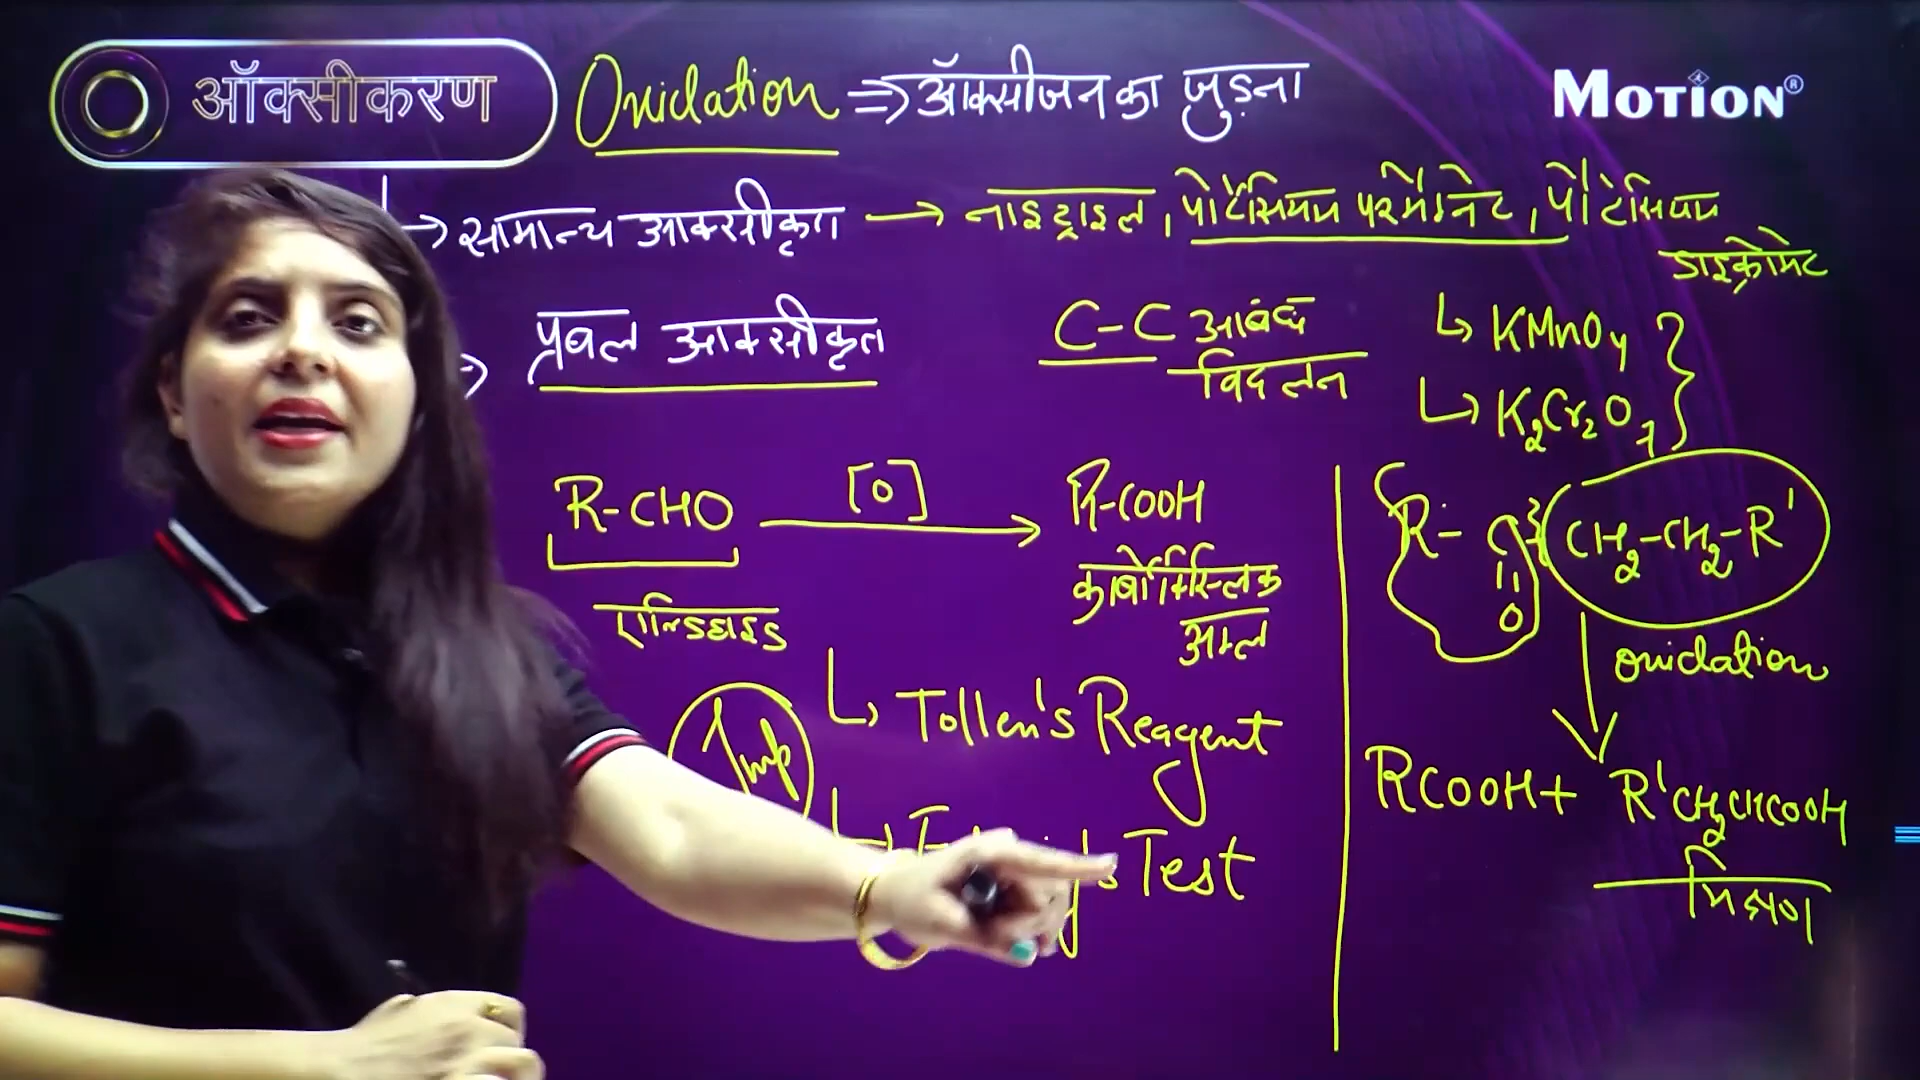 ऑक्सीकरण Oxidation ⇒ ऑक्सीजन का जुड़ना
MOTION®
→ सामान्य आक्सीकृत → नाइट्राइल, पोटेसियम परमैग्नेट, पोटेसियम
डाइक्रोमेट
प्रबल आक्सीकृत
C-C आबंध
विदलन
↳ KMnO4
↳ K2Cr2O7
R-CHO [O] → R-COOH
एल्डिहाइड
कार्बोक्सिलिक
अम्ल
Imp
↳ Tollen's Reagent
's Test
R-C CH2-CH2-R'
O
oxidation
RCOOH + R'CH2CHCOOH
मिश्रण